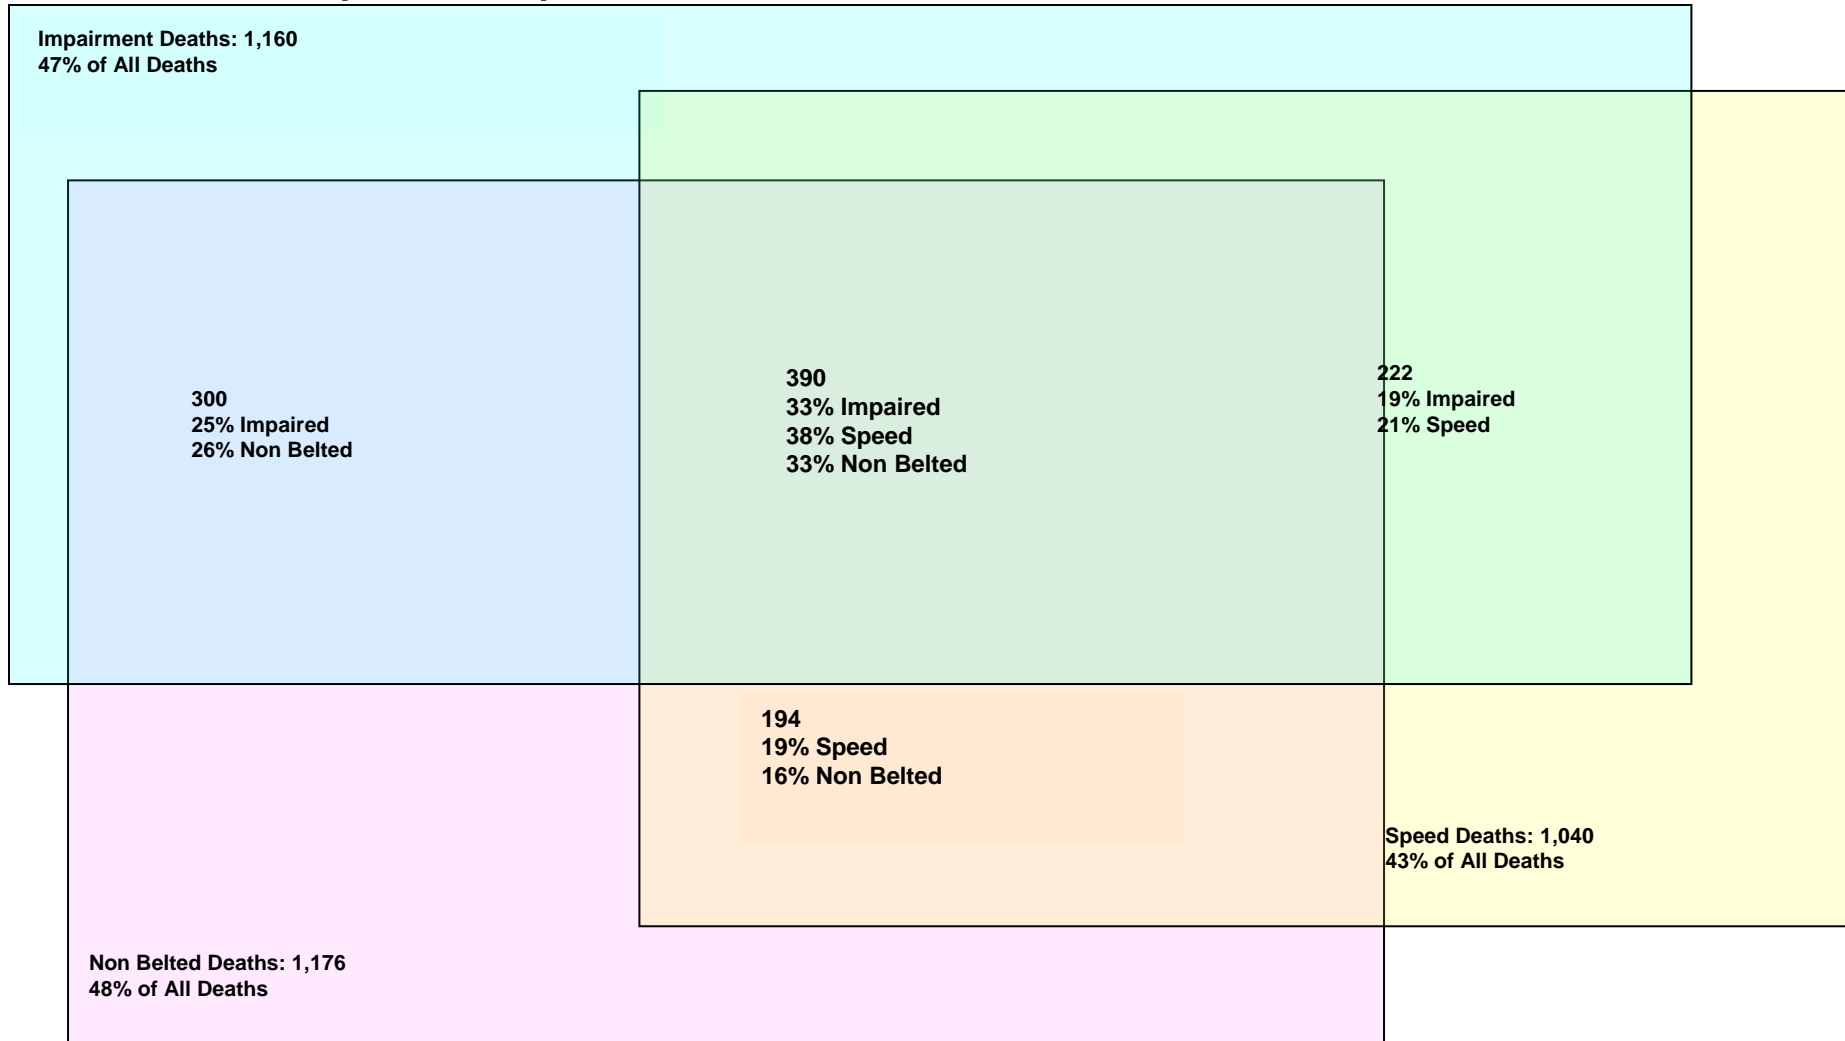 Impairment Deaths: 1,160
47% of All Deaths
300
25% Impaired
26% Non Belted
390
33% Impaired
38% Speed
33% Non Belted
222
19% Impaired
21% Speed
194
19% Speed
16% Non Belted
Speed Deaths: 1,040
43% of All Deaths
Non Belted Deaths: 1,176
48% of All Deaths